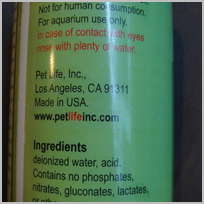 Not for human consumption.
For aquarium use only.
In case of contact with eyes
rinse with plenty of water.
Pet Life, Inc.,
Los Angeles, CA 91311
Made in USA.
www.petlifeinc.com
Ingredients
deionized water, acid.
Contains no phosphates,
nitrates, gluconates, lactates,
or